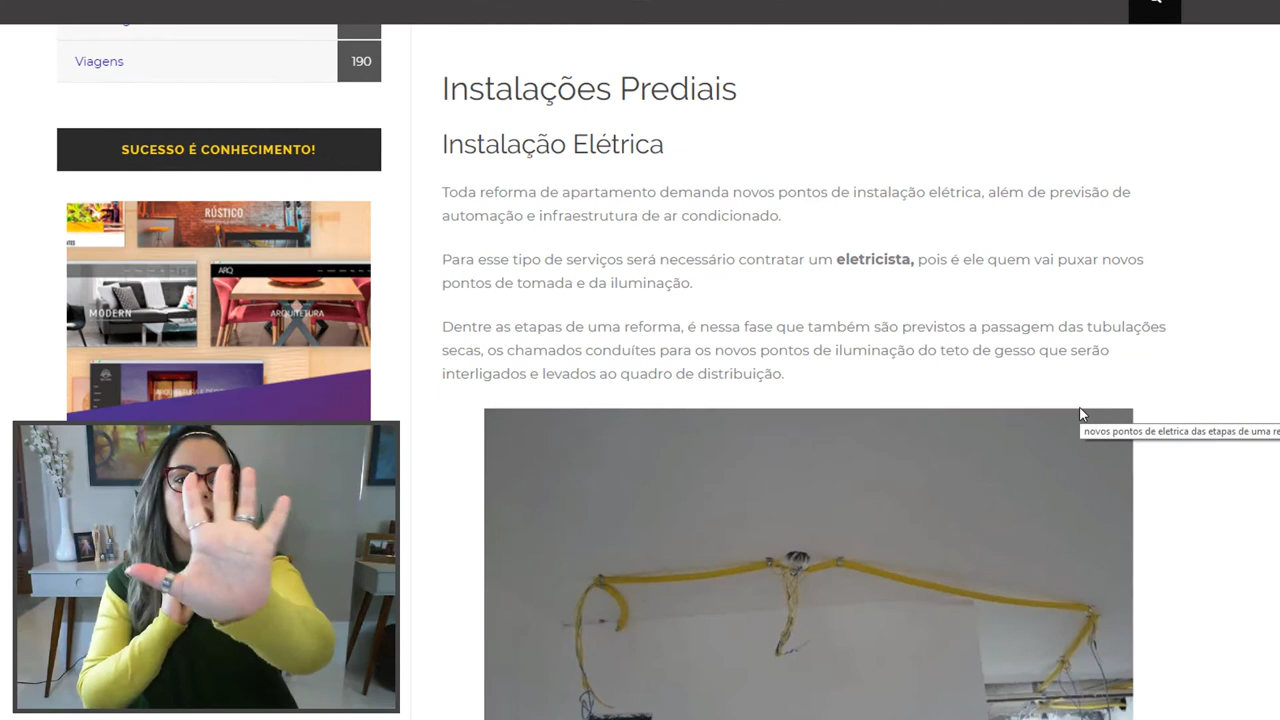 Viagens
190
SUCESSO É CONHECIMENTO!
RÚSTICO
ARQ
MODERN
ARQUITETURA
Instalações Prediais
Instalação Elétrica
Toda reforma de apartamento demanda novos pontos de instalação elétrica, além de previsão de
automação e infraestrutura de ar condicionado.
Para esse tipo de serviços será necessário contratar um eletricista, pois é ele quem vai puxar novos
pontos de tomada e da iluminação.
Dentre as etapas de uma reforma, é nessa fase que também são previstos a passagem das tubulações
secas, os chamados conduítes para os novos pontos de iluminação do teto de gesso que serão
interligados e levados ao quadro de distribuição.
novos pontos de eletrica das etapas de uma re